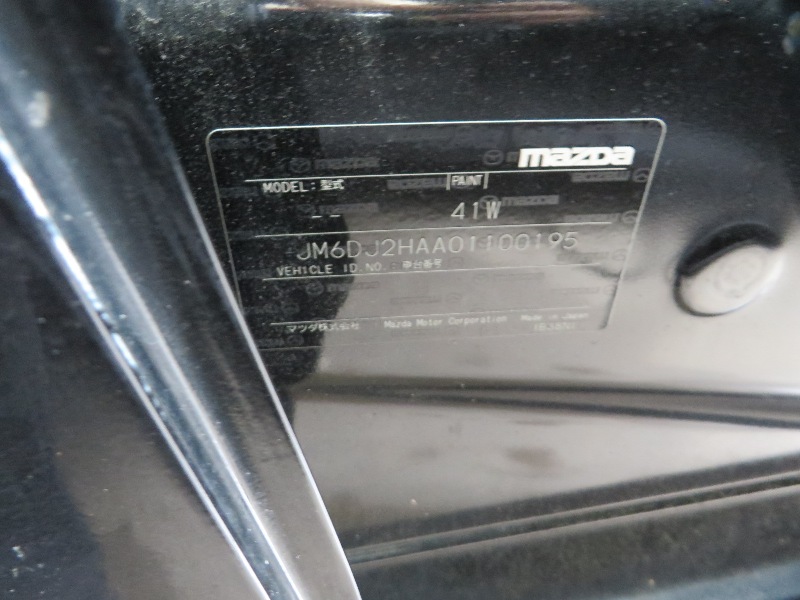 mazda
MODEL:型式 PAINT
-- 41W
JM6DJ2HAA01100195
VEHICLE ID.NO.:車台番号
マツダ株式会社 Mazda Motor Corporation Made in Japan